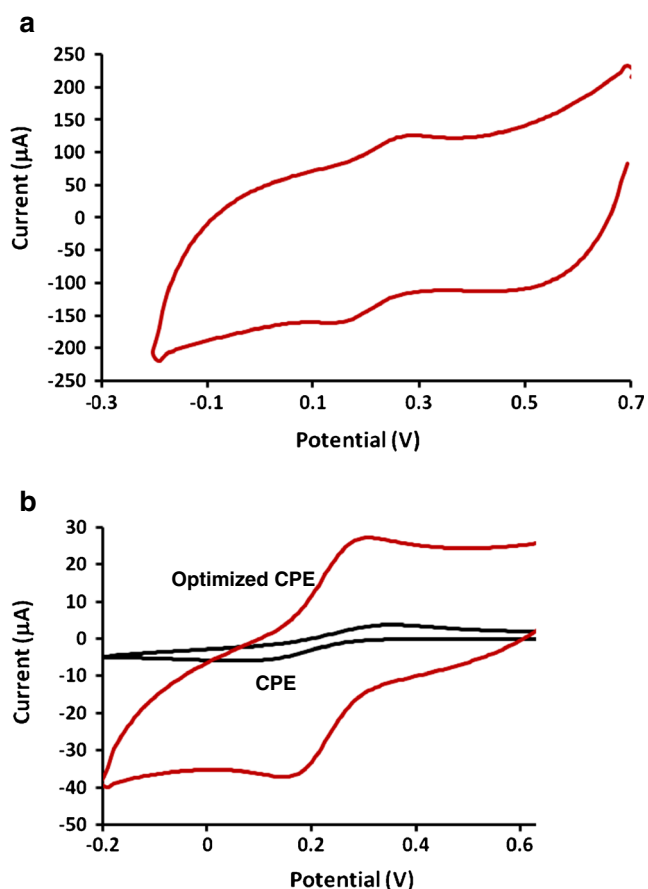 a
250
200
150
100
50
0
-50
-100
-150
-200
-250
Current (µA)
-0.3 -0.1 0.1 0.3 0.5 0.7
Potential (V)
b
30
20
10
0
-10
-20
-30
-40
-50
Current (µA)
Optimized CPE
CPE
-0.2 0 0.2 0.4 0.6
Potential (V)